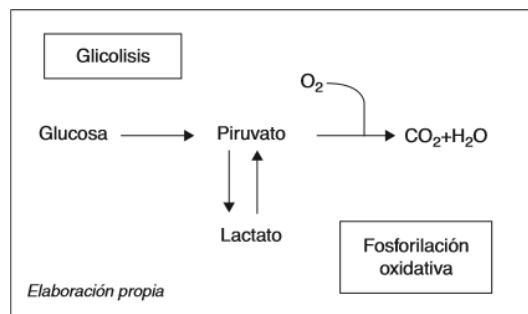 Glicolisis
O₂
Glucosa
Piruvato
CO₂+H₂O
Lactato
Fosforilación
oxidativa
Elaboración propia